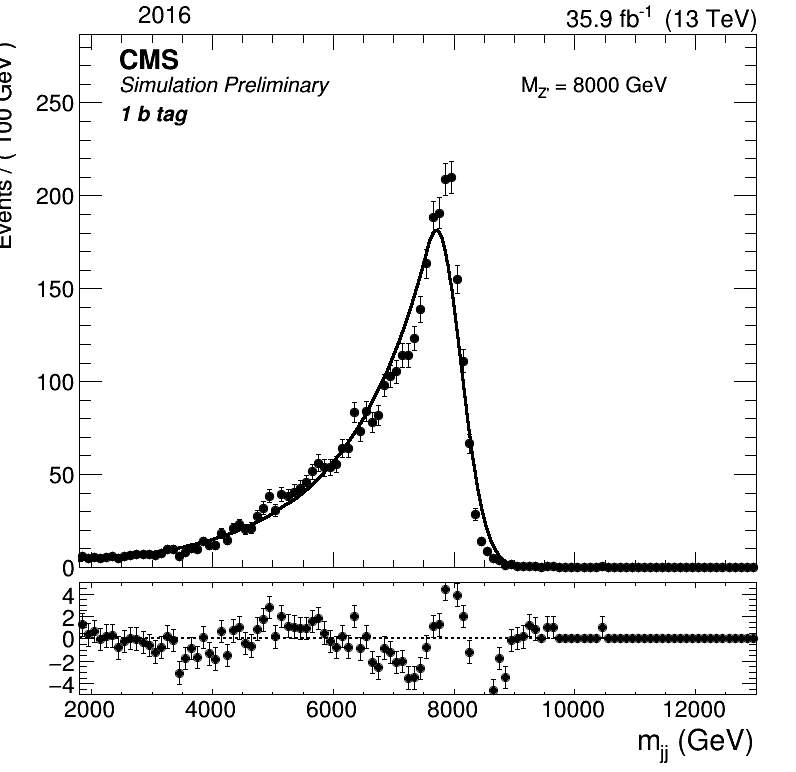 2016
35.9 fb⁻¹ (13 TeV)
CMS
Simulation Preliminary
1 b tag
M_Z' = 8000 GeV
Events / ( 100 GeV )
250
200
150
100
50
0
4
2
0
−2
−4
2000 4000 6000 8000 10000 12000
m_jj (GeV)